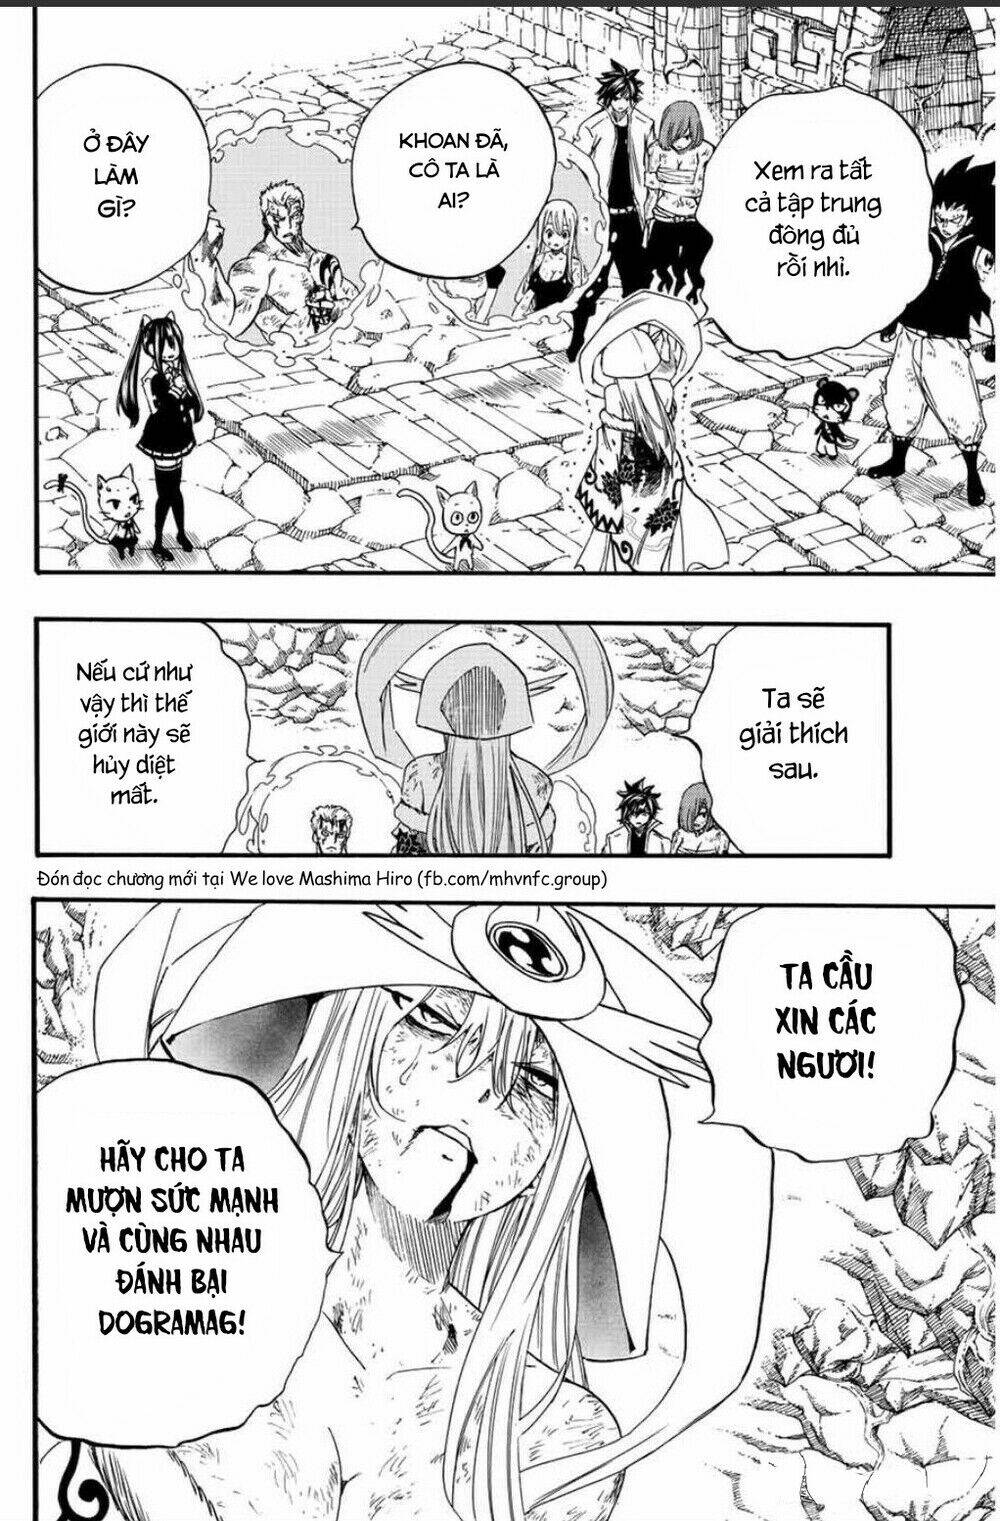 Xem ra tất
cả tập trung
đông đủ
rồi nhỉ.
KHOAN ĐÃ,
CÔ TA LÀ
AI?
Ở ĐÂY
LÀM
GÌ?
Ta sẽ
giải thích
sau.
Nếu cứ như
vậy thì thế
giới này sẽ
hủy diệt
mất.
Đón đọc chương mới tại We love Mashima Hiro (fb.com/mhvnfc.group)
TA CẦU
XIN CÁC
NGƯƠI!
HÃY CHO TA
MƯỢN SỨC MẠNH
VÀ CÙNG NHAU
ĐÁNH BẠI
DOGRAMAG!